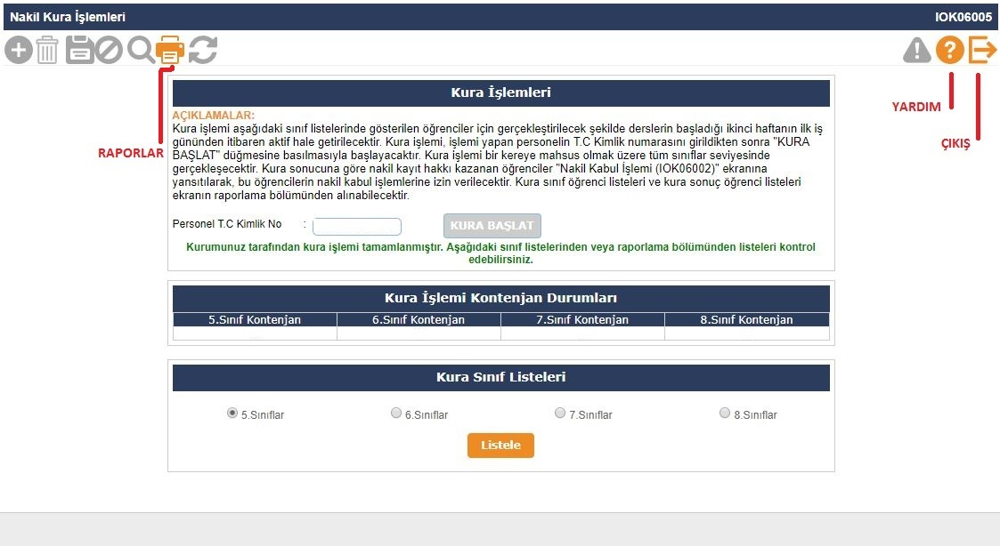 Nakil Kura İşlemleri
IOK06005
RAPORLAR
YARDIM
ÇIKIŞ
Kura İşlemleri
AÇIKLAMALAR:
Kura işlemi aşağıdaki sınıf listelerinde gösterilen öğrenciler için gerçekleştirilecek şekilde derslerin başladığı ikinci haftanın ilk iş
gününden itibaren aktif hale getirilecektir. Kura işlemi, işlemi yapan personelin T.C Kimlik numarasını girildikten sonra "KURA
BAŞLAT" düğmesine basılmasıyla başlayacaktır. Kura işlemi bir kereye mahsus olmak üzere tüm sınıflar seviyesinde
gerçekleşecektir. Kura sonucuna göre nakil kayıt hakkı kazanan öğrenciler "Nakil Kabul İşlemi (IOK06002)" ekranına
yansıtılarak, bu öğrencilerin nakil kabul işlemlerine izin verilecektir. Kura sınıf öğrenci listeleri ve kura sonuç öğrenci listeleri
ekranın raporlama bölümünden alınabilecektir.
Personel T.C Kimlik No : KURA BAŞLAT
Kurumunuz tarafından kura işlemi tamamlanmıştır. Aşağıdaki sınıf listelerinden veya raporlama bölümünden listeleri kontrol
edebilirsiniz.
Kura İşlemi Kontenjan Durumları
5.Sınıf Kontenjan 6.Sınıf Kontenjan 7.Sınıf Kontenjan 8.Sınıf Kontenjan
Kura Sınıf Listeleri
5.Sınıflar 6.Sınıflar 7.Sınıflar 8.Sınıflar
Listele